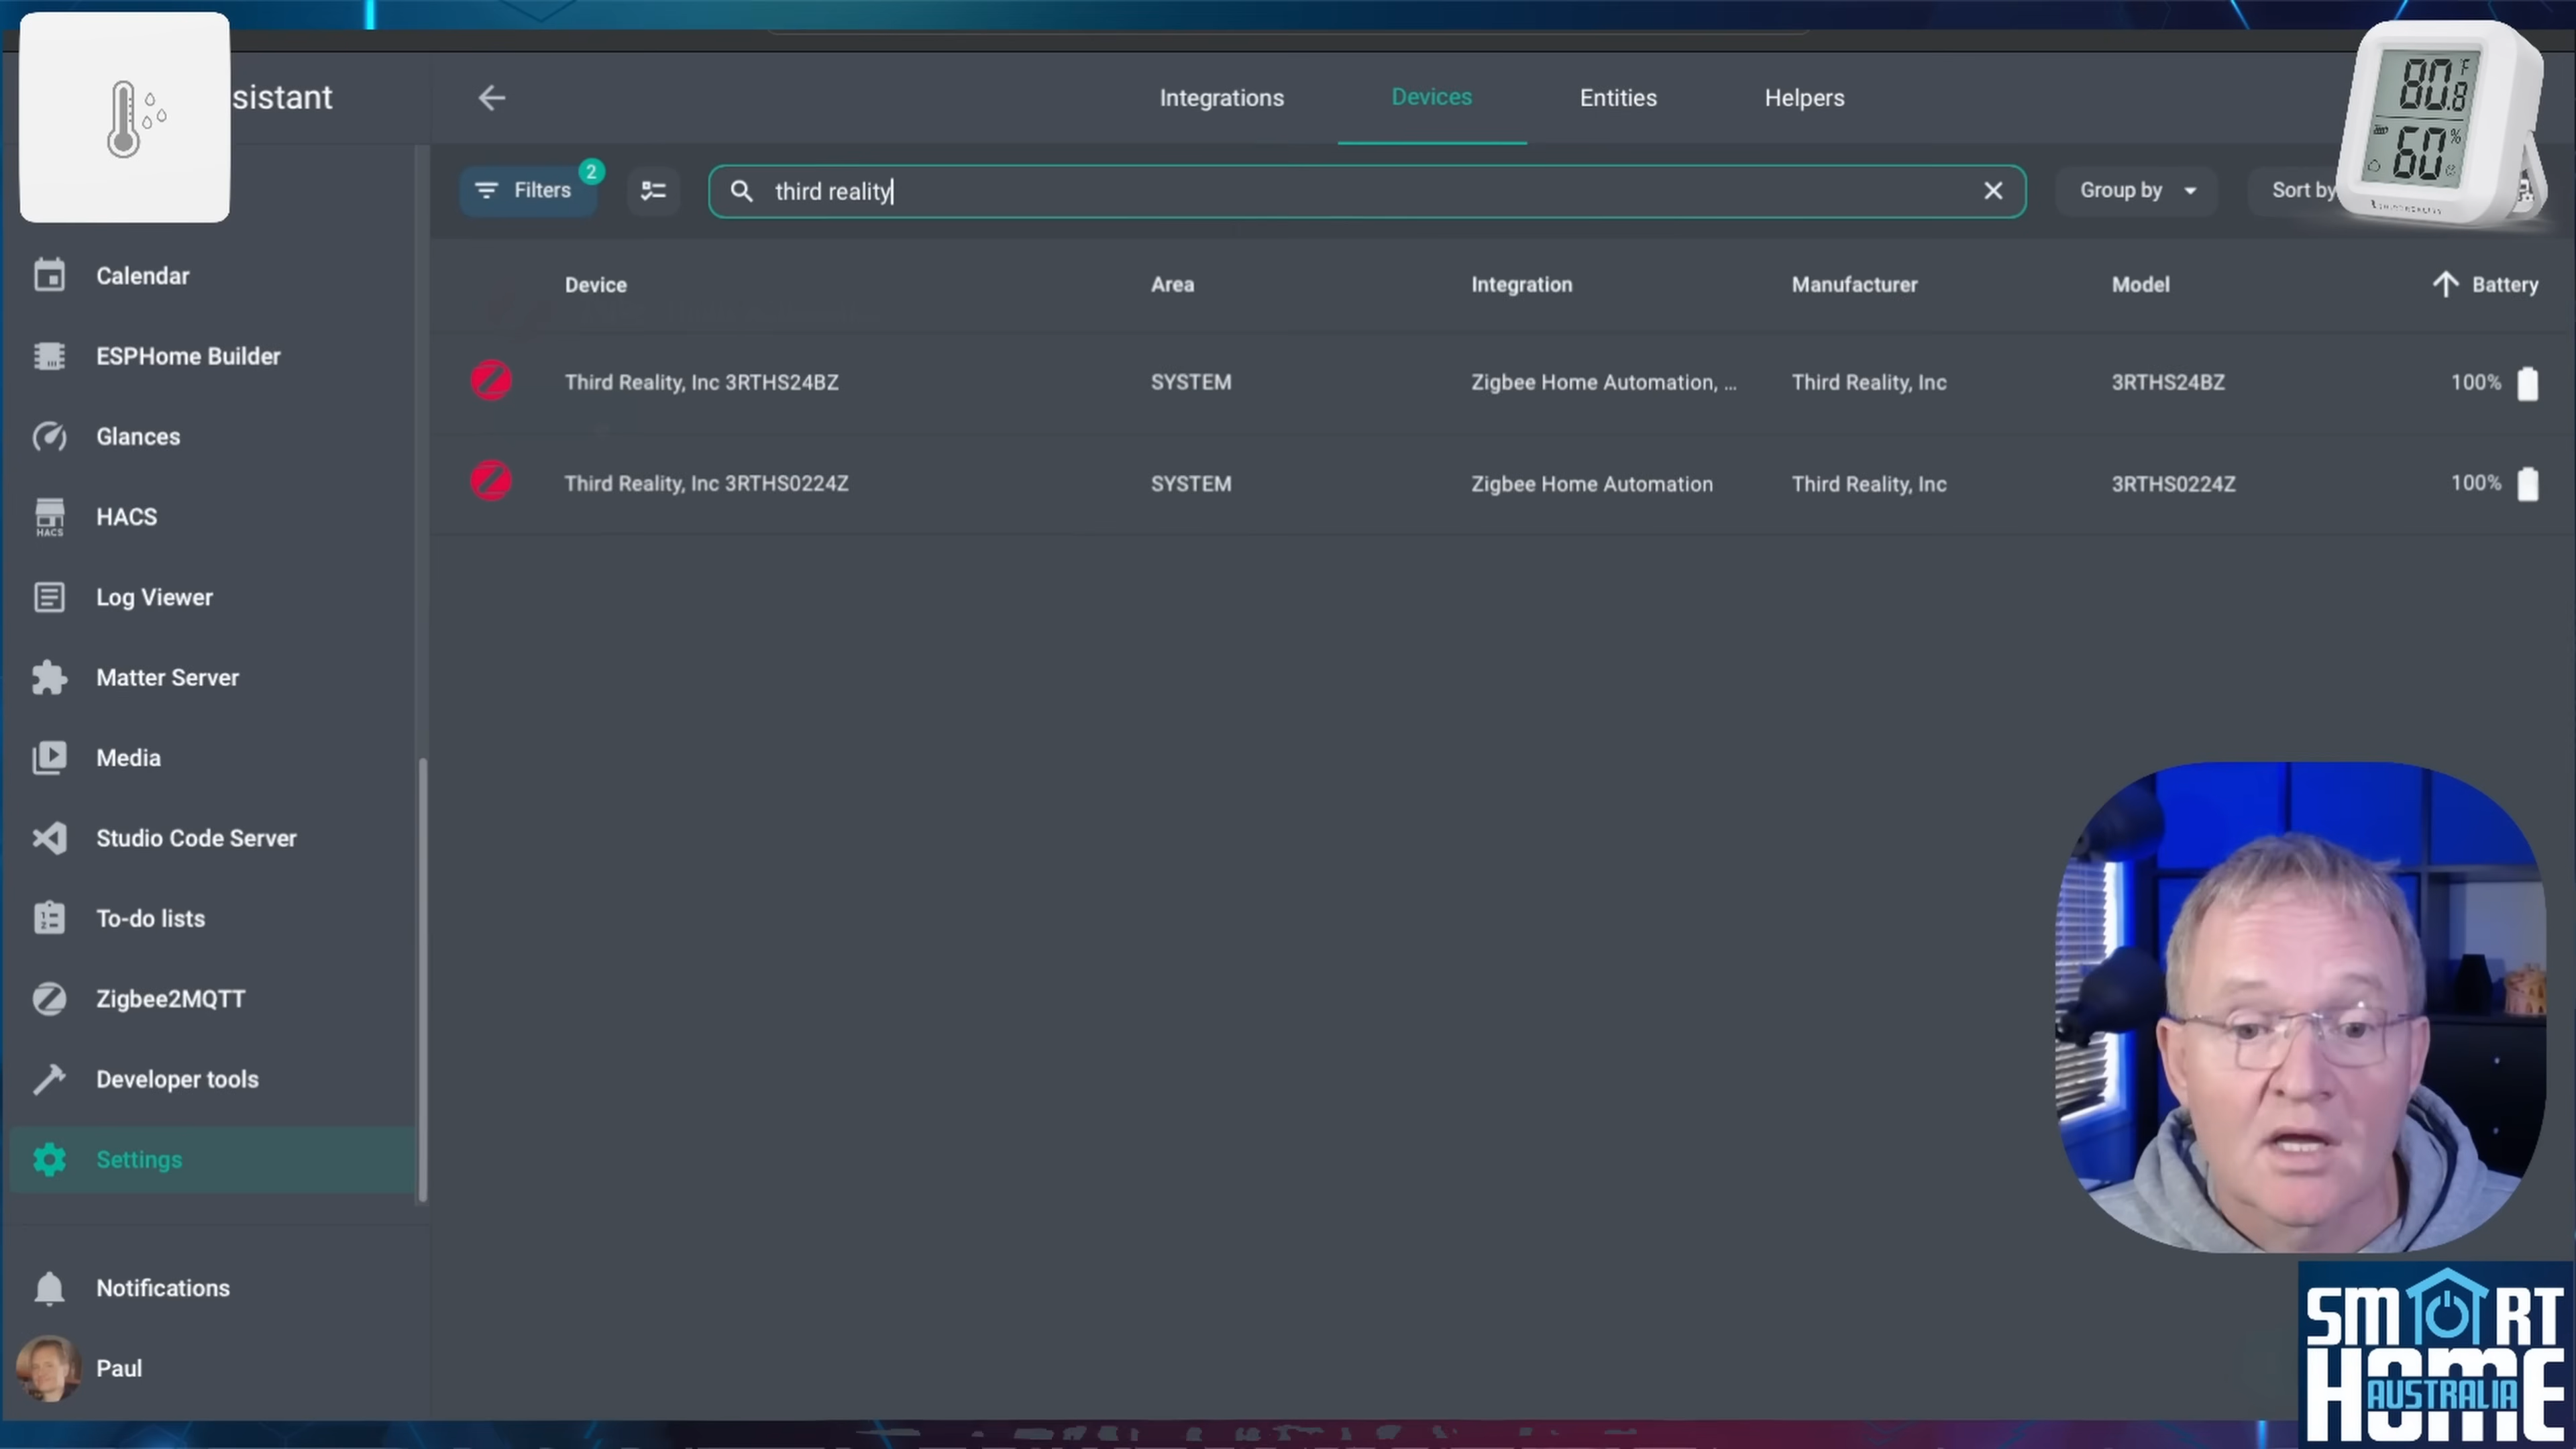 sistant
Integrations
Devices
Entities
Helpers
80.8 °F
60 %
Filters
2
third reality
Group by
Sort by
Device
Area
Integration
Manufacturer
Model
Battery
Third Reality, Inc 3RTHS24BZ
SYSTEM
Zigbee Home Automation, ...
Third Reality, Inc
3RTHS24BZ
100%
Third Reality, Inc 3RTHS0224Z
SYSTEM
Zigbee Home Automation
Third Reality, Inc
3RTHS0224Z
100%
Calendar
ESPHome Builder
Glances
HACS
HACS
Log Viewer
Matter Server
Media
Studio Code Server
To-do lists
Zigbee2MQTT
Developer tools
Settings
Notifications
Paul
SMART
HOME
AUSTRALIA